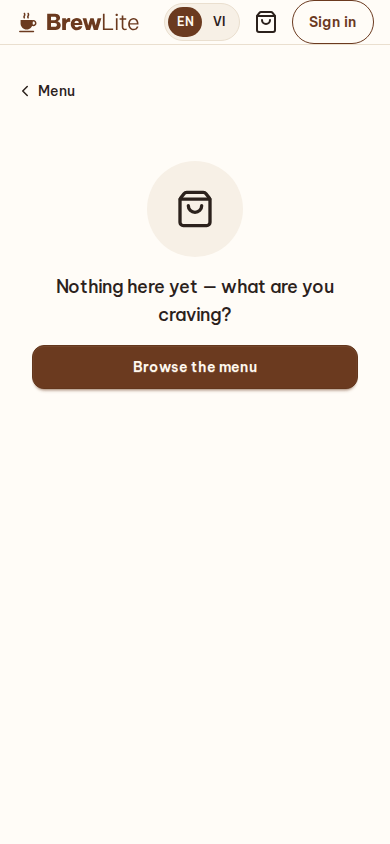 BrewLite
EN VI
Sign in
Menu
Nothing here yet — what are you
craving?
Browse the menu